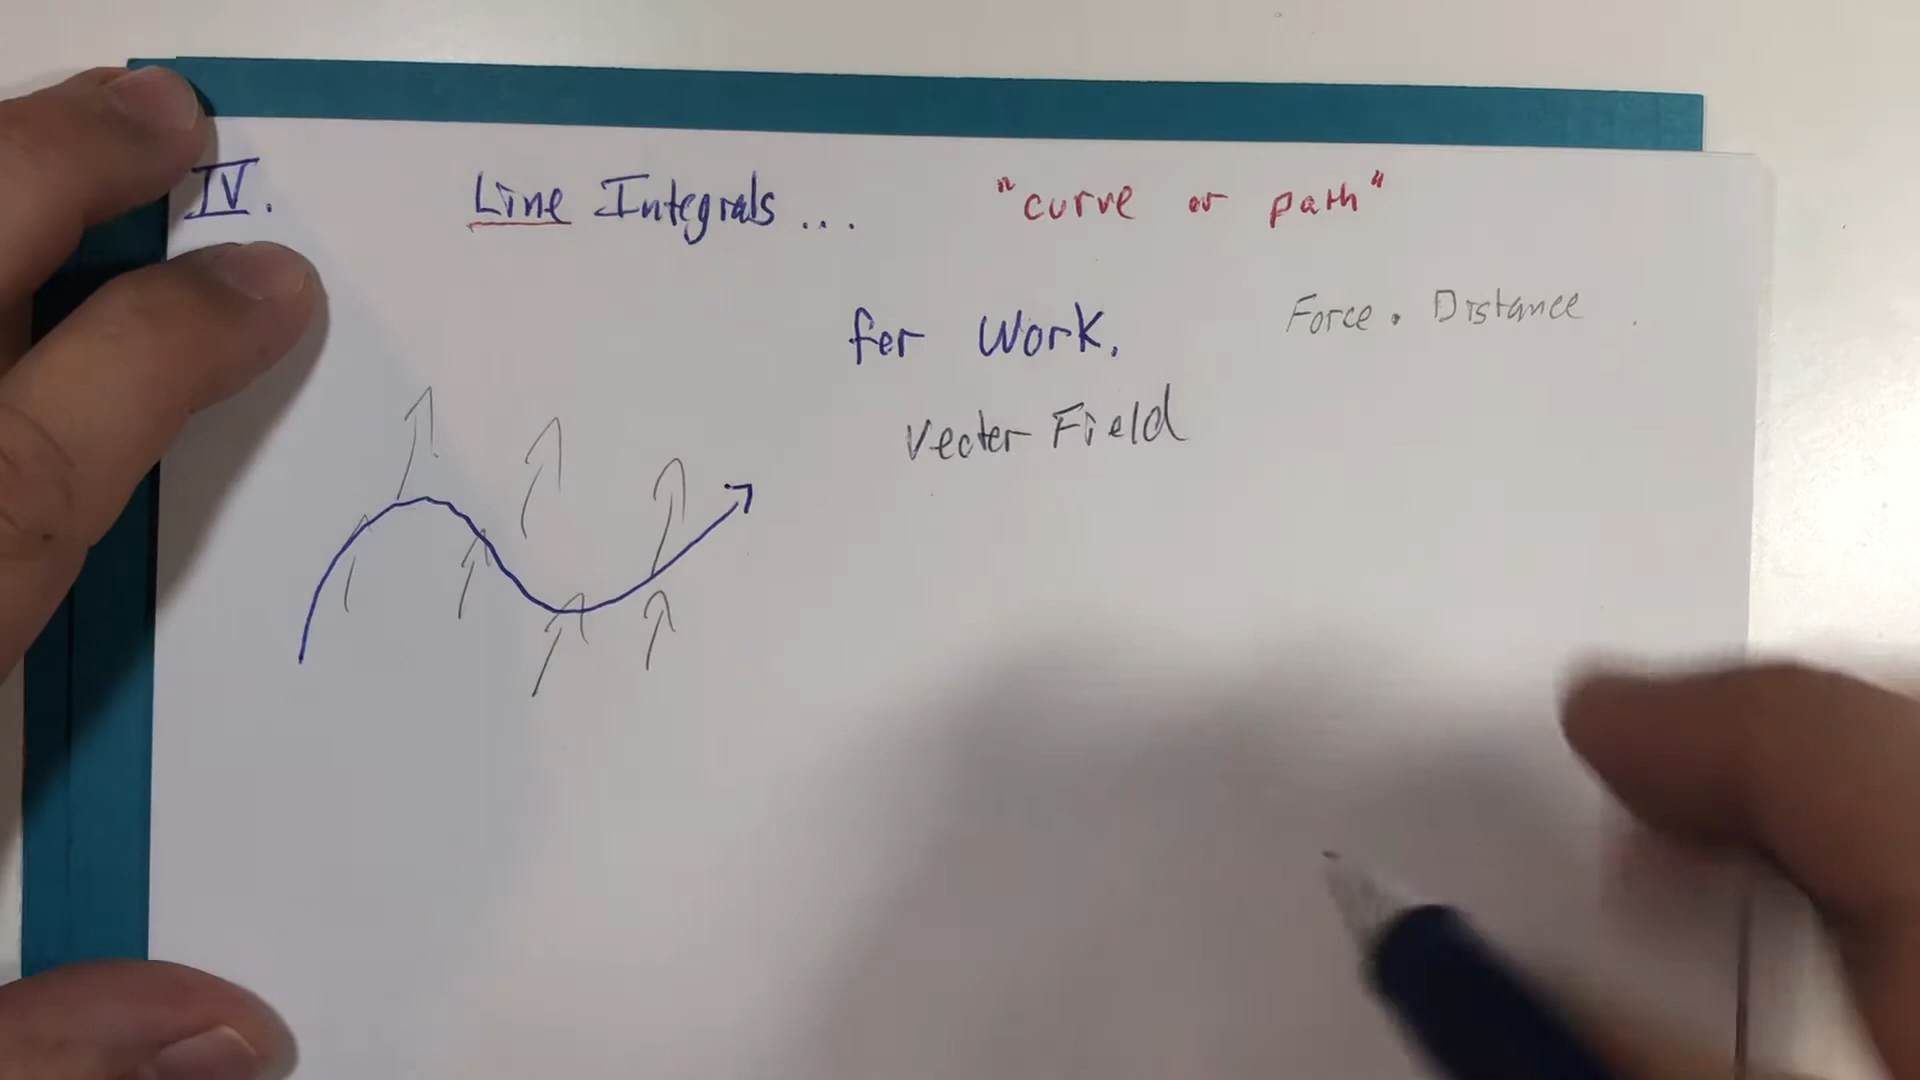 IV. Line Integrals... "curve or path"
for Work. Force · Distance
Vector Field